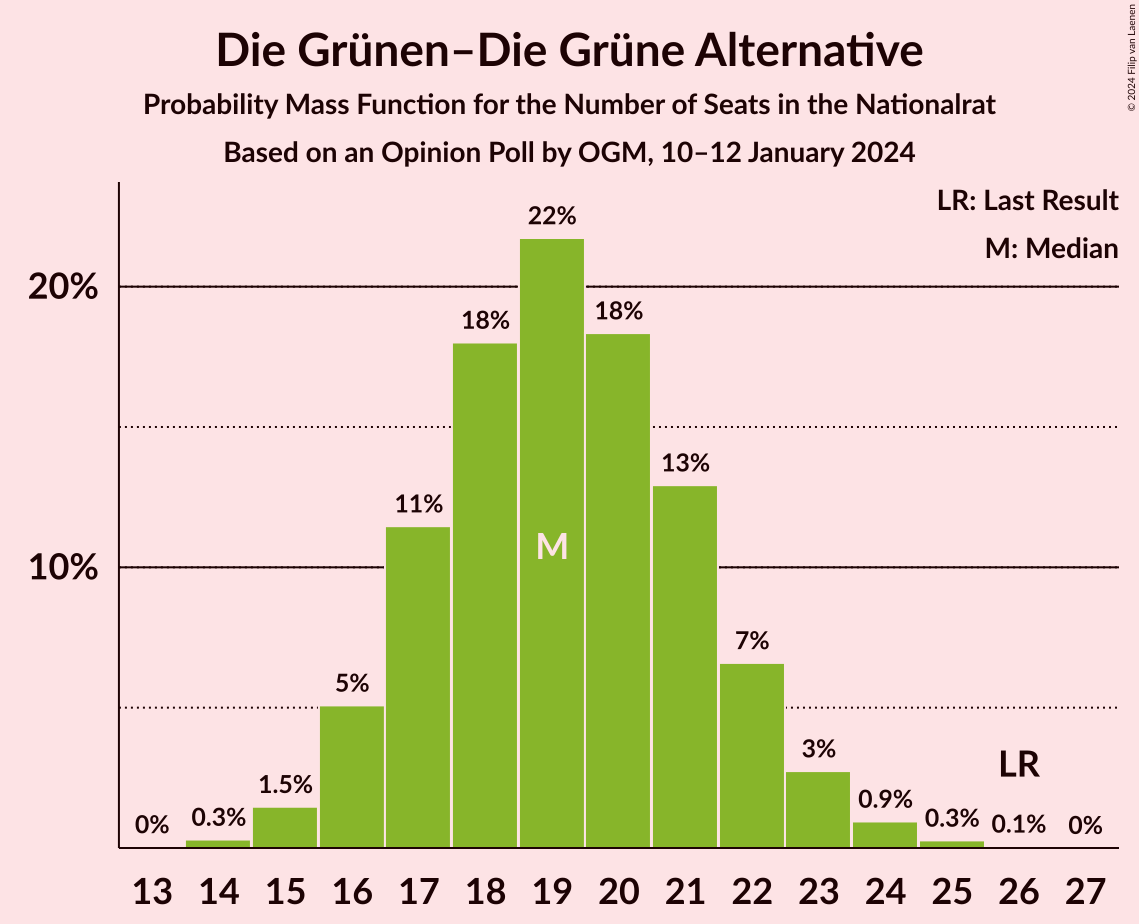 Die Grünen–Die Grüne Alternative
Probability Mass Function for the Number of Seats in the Nationalrat
Based on an Opinion Poll by OGM, 10–12 January 2024
© 2024 Filip van Laenen
LR: Last Result
M: Median
20%
10%
0%
0.3%
1.5%
5%
11%
18%
22%
18%
13%
7%
3%
0.9%
0.3%
0.1%
0%
M
LR
13 14 15 16 17 18 19 20 21 22 23 24 25 26 27